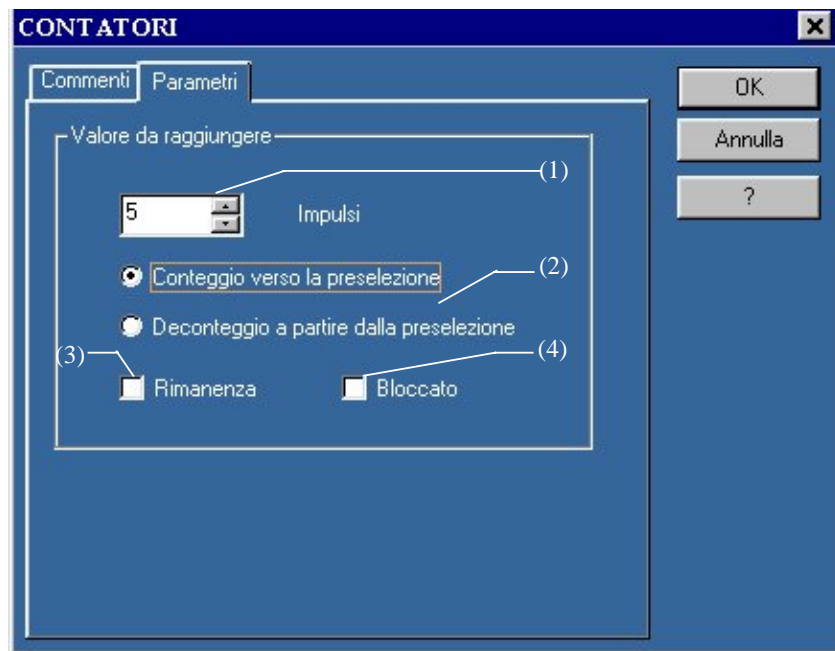 CONTATORI
Commenti Parametri
OK
Valore da raggiungere
Annulla
(1)
?
5 Impulsi
(2)
Conteggio verso la preselezione
Deconteggio a partire dalla preselezione
(3) (4)
Rimanenza Bloccato